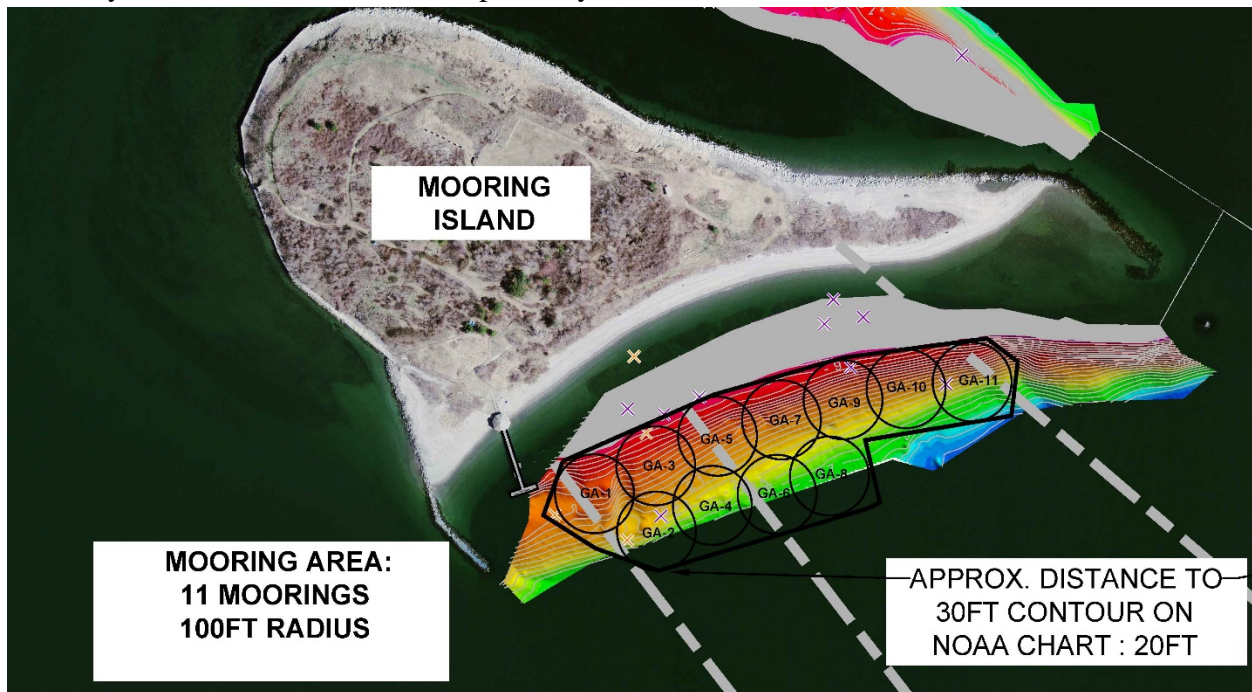 MOORING
ISLAND
GA-1
GA-2
GA-3
GA-4
GA-5
GA-6
GA-7
GA-8
GA-9
GA-10
GA-11
MOORING AREA:
11 MOORINGS
100FT RADIUS
APPROX. DISTANCE TO
30FT CONTOUR ON
NOAA CHART : 20FT